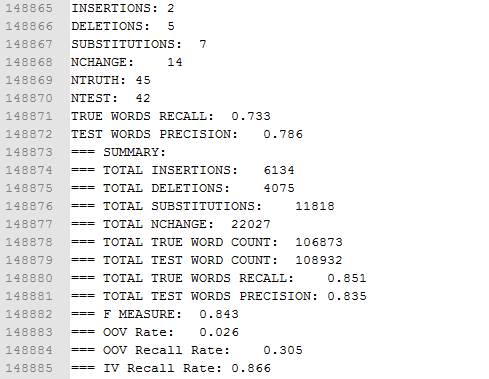 148865 INSERTIONS: 2
148866 DELETIONS: 5
148867 SUBSTITUTIONS: 7
148868 NCHANGE: 14
148869 NTRUTH: 45
148870 NTEST: 42
148871 TRUE WORDS RECALL: 0.733
148872 TEST WORDS PRECISION: 0.786
148873 === SUMMARY:
148874 === TOTAL INSERTIONS: 6134
148875 === TOTAL DELETIONS: 4075
148876 === TOTAL SUBSTITUTIONS: 11818
148877 === TOTAL NCHANGE: 22027
148878 === TOTAL TRUE WORD COUNT: 106873
148879 === TOTAL TEST WORD COUNT: 108932
148880 === TOTAL TRUE WORDS RECALL: 0.851
148881 === TOTAL TEST WORDS PRECISION: 0.835
148882 === F MEASURE: 0.843
148883 === OOV Rate: 0.026
148884 === OOV Recall Rate: 0.305
148885 === IV Recall Rate: 0.866